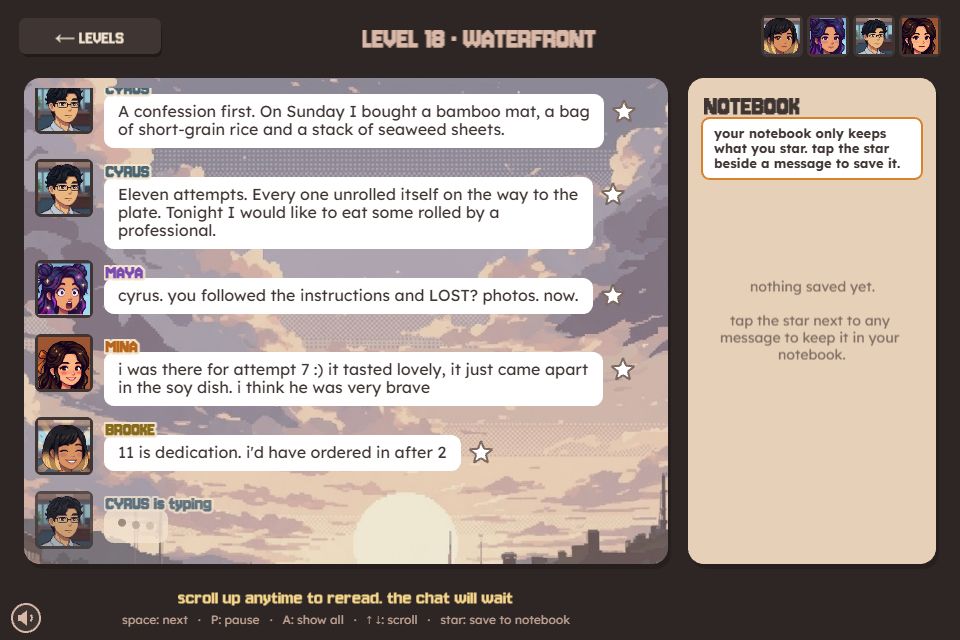 ← LEVELS
LEVEL 18 · WATERFRONT
CYRUS
A confession first. On Sunday I bought a bamboo mat, a bag
of short-grain rice and a stack of seaweed sheets.
CYRUS
Eleven attempts. Every one unrolled itself on the way to the
plate. Tonight I would like to eat some rolled by a
professional.
MAYA
cyrus. you followed the instructions and LOST? photos. now.
MINA
i was there for attempt 7 :) it tasted lovely, it just came apart
in the soy dish. i think he was very brave
BROOKE
11 is dedication. i'd have ordered in after 2
CYRUS is typing
NOTEBOOK
your notebook only keeps
what you star. tap the star
beside a message to save it.
nothing saved yet.
tap the star next to any
message to keep it in your
notebook.
scroll up anytime to reread. the chat will wait
space: next · P: pause · A: show all · ↑↓: scroll · star: save to notebook